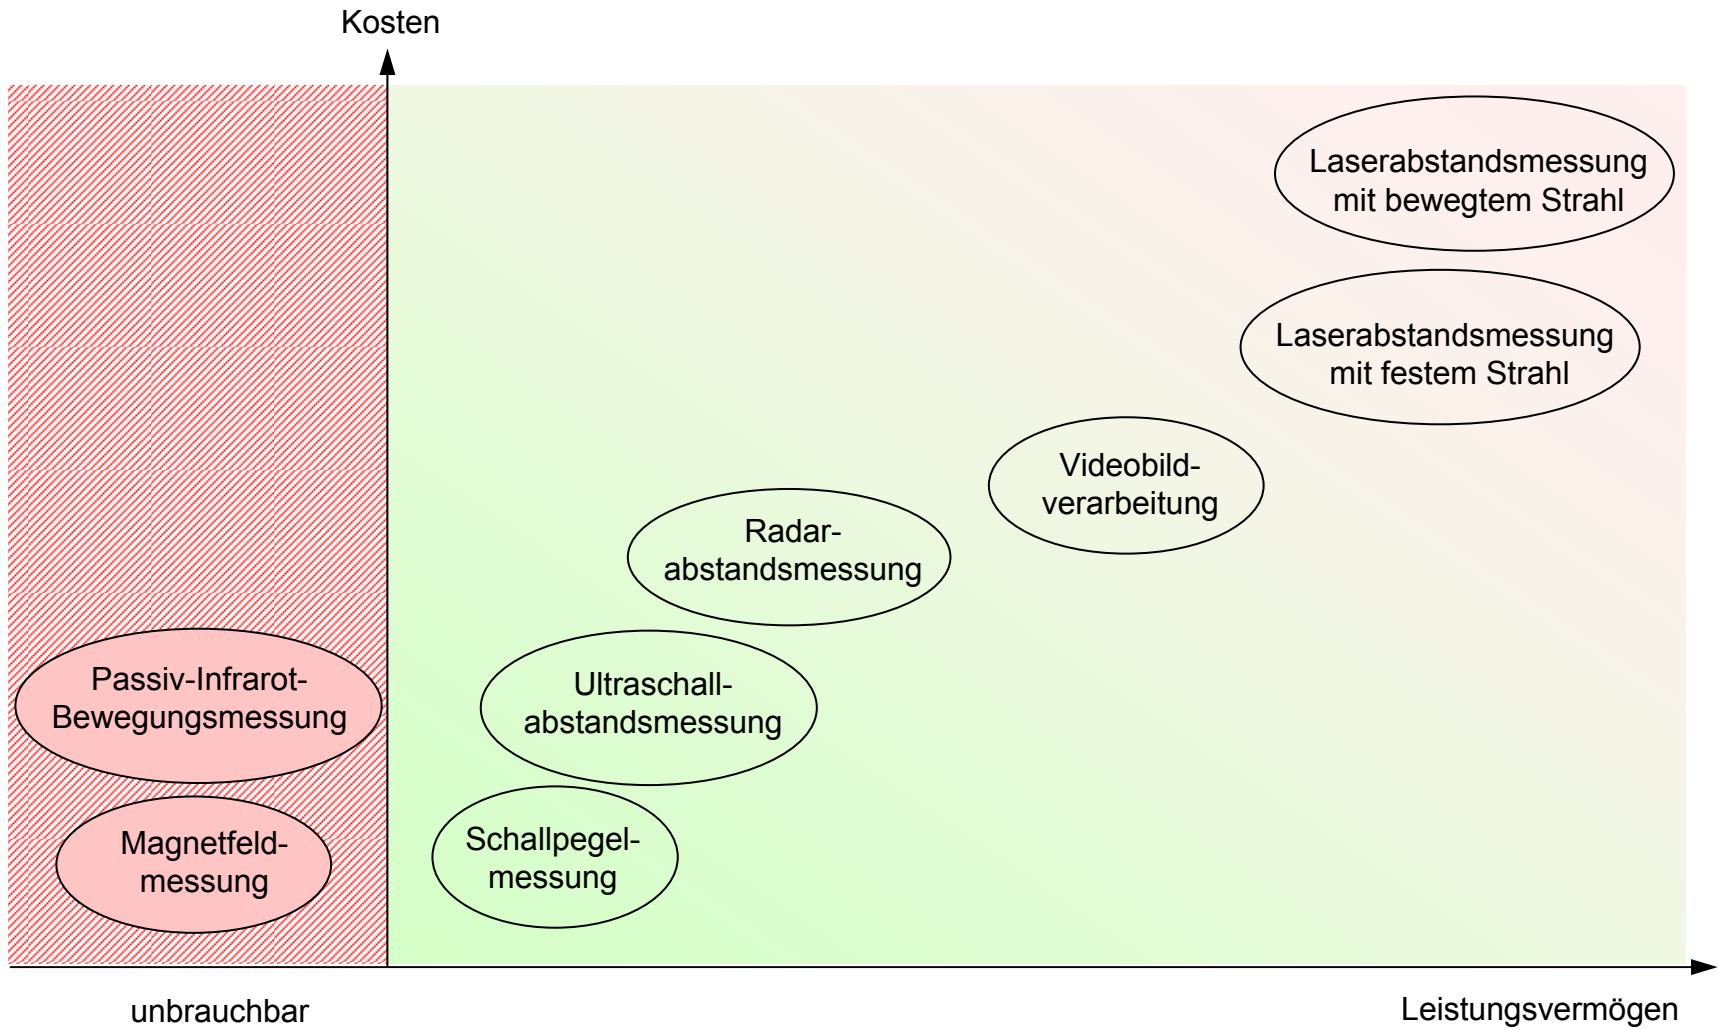 Kosten
Laserabstandsmessung
mit bewegtem Strahl
Laserabstandsmessung
mit festem Strahl
Videobild-
verarbeitung
Radar-
abstandsmessung
Passiv-Infrarot-
Bewegungsmessung
Ultraschall-
abstandsmessung
Magnetfeld-
messung
Schallpegel-
messung
unbrauchbar
Leistungsvermögen